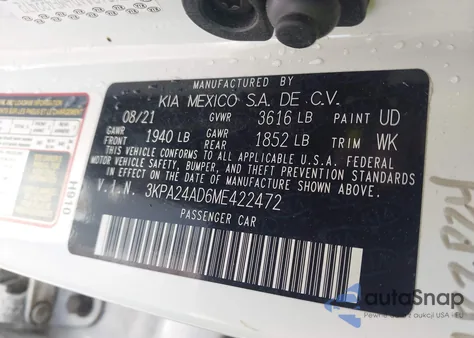 MANUFACTURED BY
KIA MEXICO S.A. DE C.V.
08/21 GVWR 3616 LB PAINT UD
GAWR FRONT 1940 LB GAWR REAR 1852 LB TRIM WK
THIS VEHICLE CONFORMS TO ALL APPLICABLE U.S.A. FEDERAL
MOTOR VEHICLE SAFETY, BUMPER, AND THEFT PREVENTION STANDARDS
IN EFFECT ON THE DATE OF MANUFACTURE SHOWN ABOVE.
V.I.N. 3KPA24AD6ME422472
PASSENGER CAR
H910
autoSnap